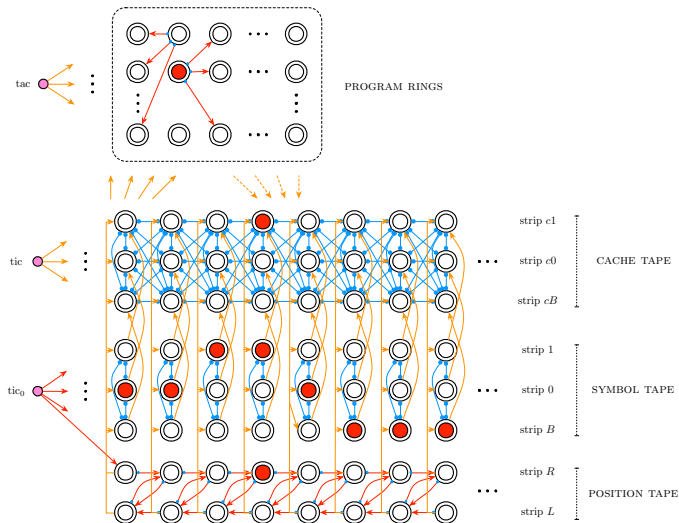 tac
PROGRAM RINGS
strip c1
tic
strip c0
CACHE TAPE
strip cB
strip 1
tic₀
strip 0
SYMBOL TAPE
strip B
strip R
POSITION TAPE
strip L